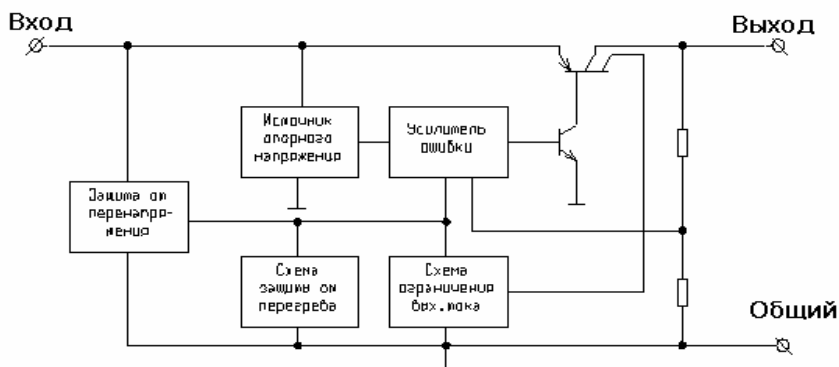 Вход
Выход
Источник
опорного
напряжения
Усилитель
ошибки
Защита от
перенапря-
жения
Схема
защита от
перегрева
Схема
ограничения
вых.тока
Общий